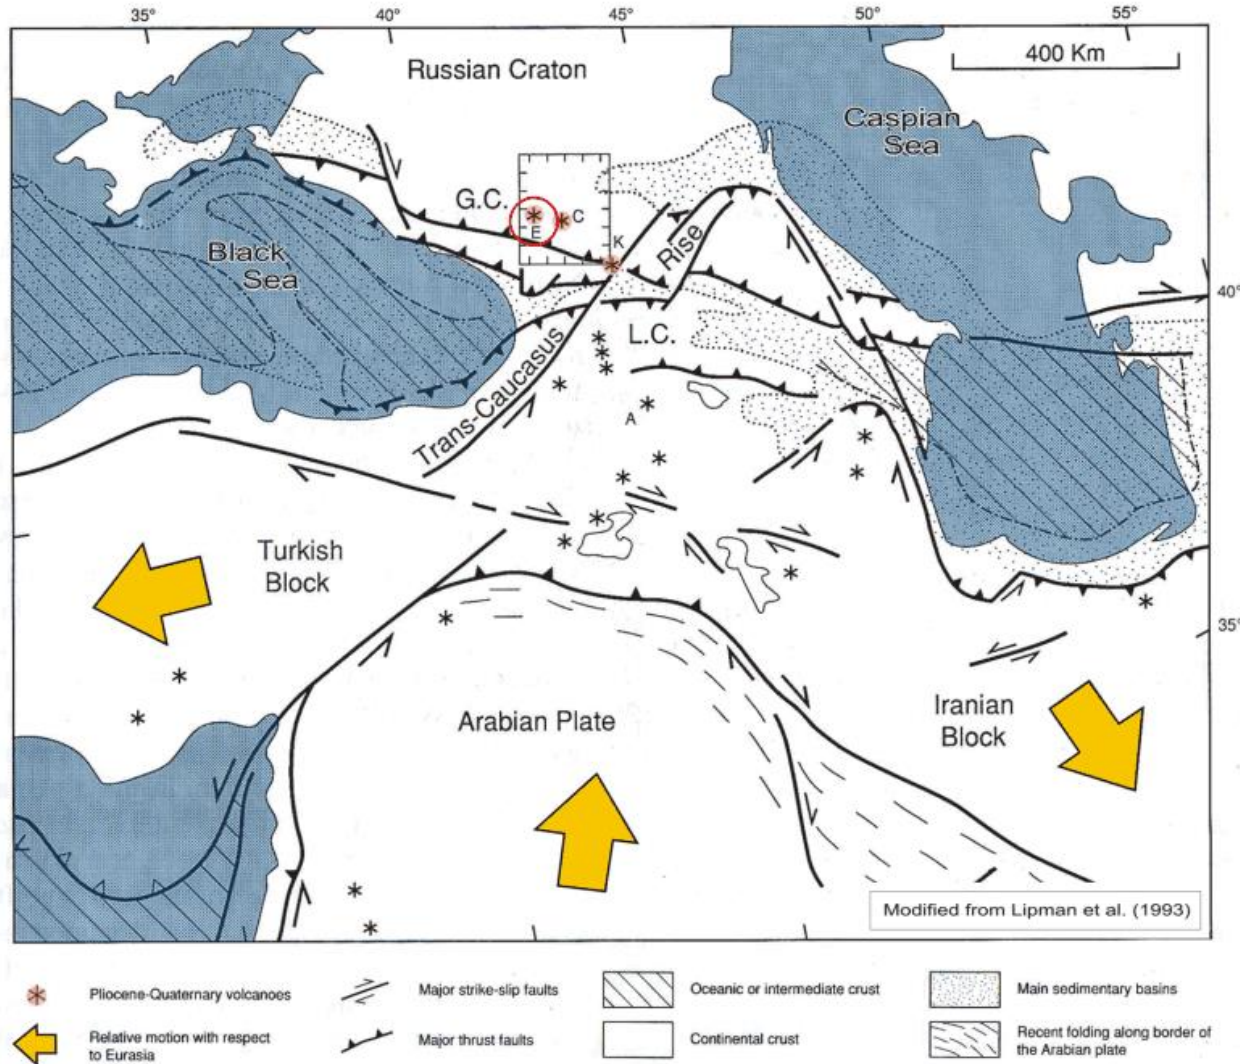 35°
40°
45°
50°
55°
Russian Craton
400 Km
Caspian
Sea
G.C.
C
E
K
Rise
Black
Sea
40°
L.C.
Trans-Caucasus
A
Turkish
Block
35°
Arabian Plate
Iranian
Block
Modified from Lipman et al. (1993)
Pliocene-Quaternary volcanoes
Major strike-slip faults
Oceanic or intermediate crust
Main sedimentary basins
Relative motion with respect
to Eurasia
Major thrust faults
Continental crust
Recent folding along border of
the Arabian plate